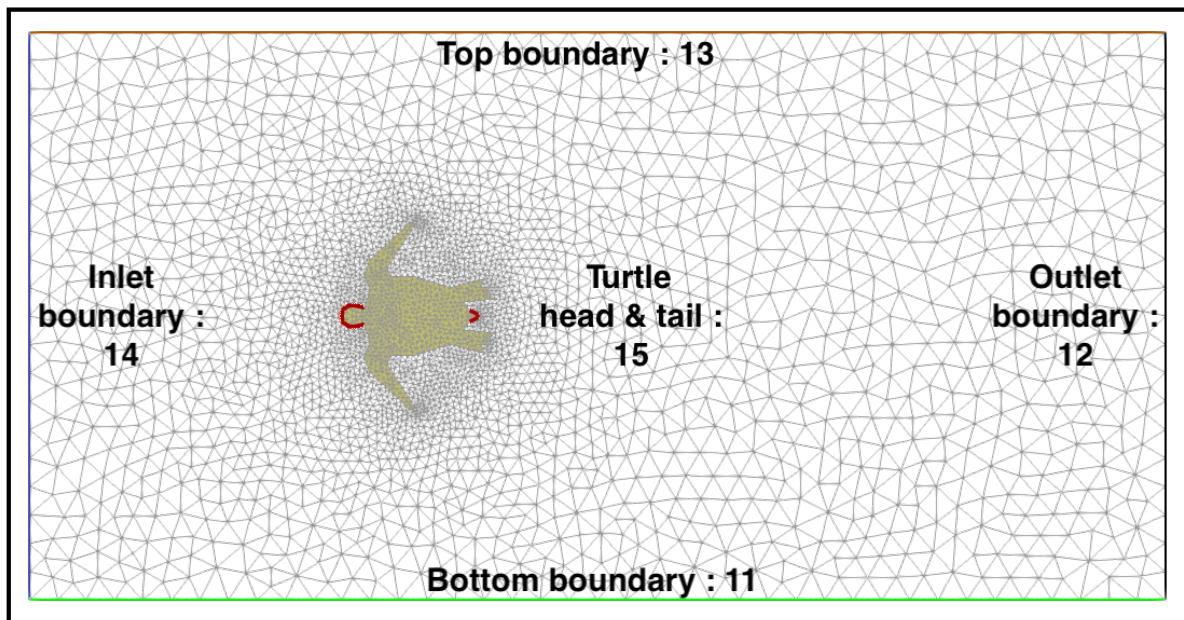 Top boundary : 13
Inlet
boundary :
14
Turtle
head & tail :
15
Outlet
boundary :
12
Bottom boundary : 11